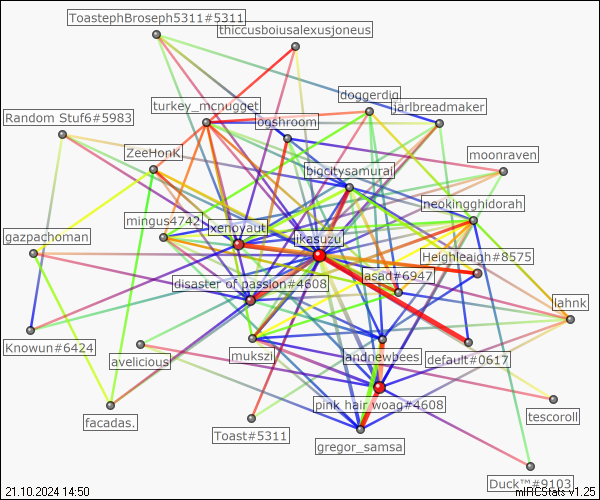 ToastephBroseph5311#5311
thiccusboiusalexusjoneus
doggerdig
turkey_mcnugget
jarlbreadmaker
Random Stuf6#5983
ogshroom
ZeeHonK
moonraven
bigcitysamurai
neokingghidorah
mingus4742
xenoyaut
gazpachoman
ikasuzu
Heighleaigh#8575
asad#6947
disaster of passion#4608
lahnk
Knowun#6424
avelicious
mukszi
andnewbees
default#0617
pink hair woag#4608
tescoroll
facadas.
Toast#5311
gregor_samsa
Duck™#9103
21.10.2024 14:50
mIRCStats v1.25